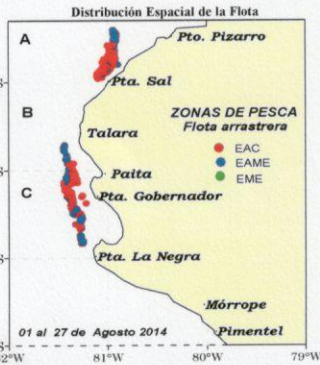 Distribución Espacial de la Flota
A
Pto. Pizarro
S
Pta. Sal
B
ZONAS DE PESCA
Flota arrastrera
Talara
EAC
EAME
S
Paita
EME
C
Pta. Gobernador
S
Pta. La Negra
Mórrope
01 al 27 de Agosto 2014
Pimentel
S
82°W
81°W
80°W
79°W